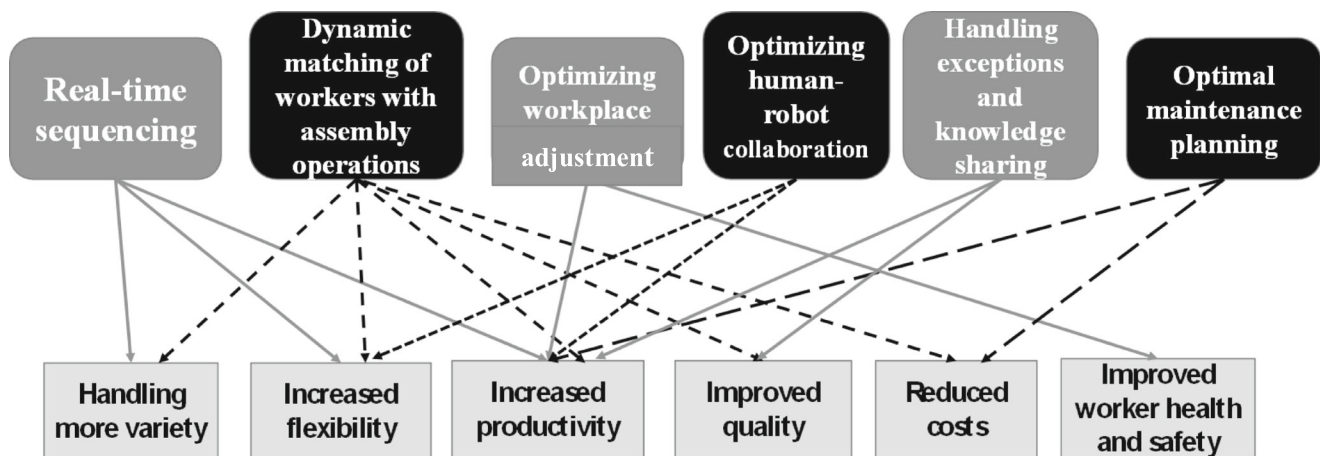 Real-time
sequencing
Dynamic
matching of
workers with
assembly
operations
Optimizing
workplace
adjustment
Optimizing
human-
robot
collaboration
Handling
exceptions
and
knowledge
sharing
Optimal
maintenance
planning
Handling
more variety
Increased
flexibility
Increased
productivity
Improved
quality
Reduced
costs
Improved
worker health
and safety